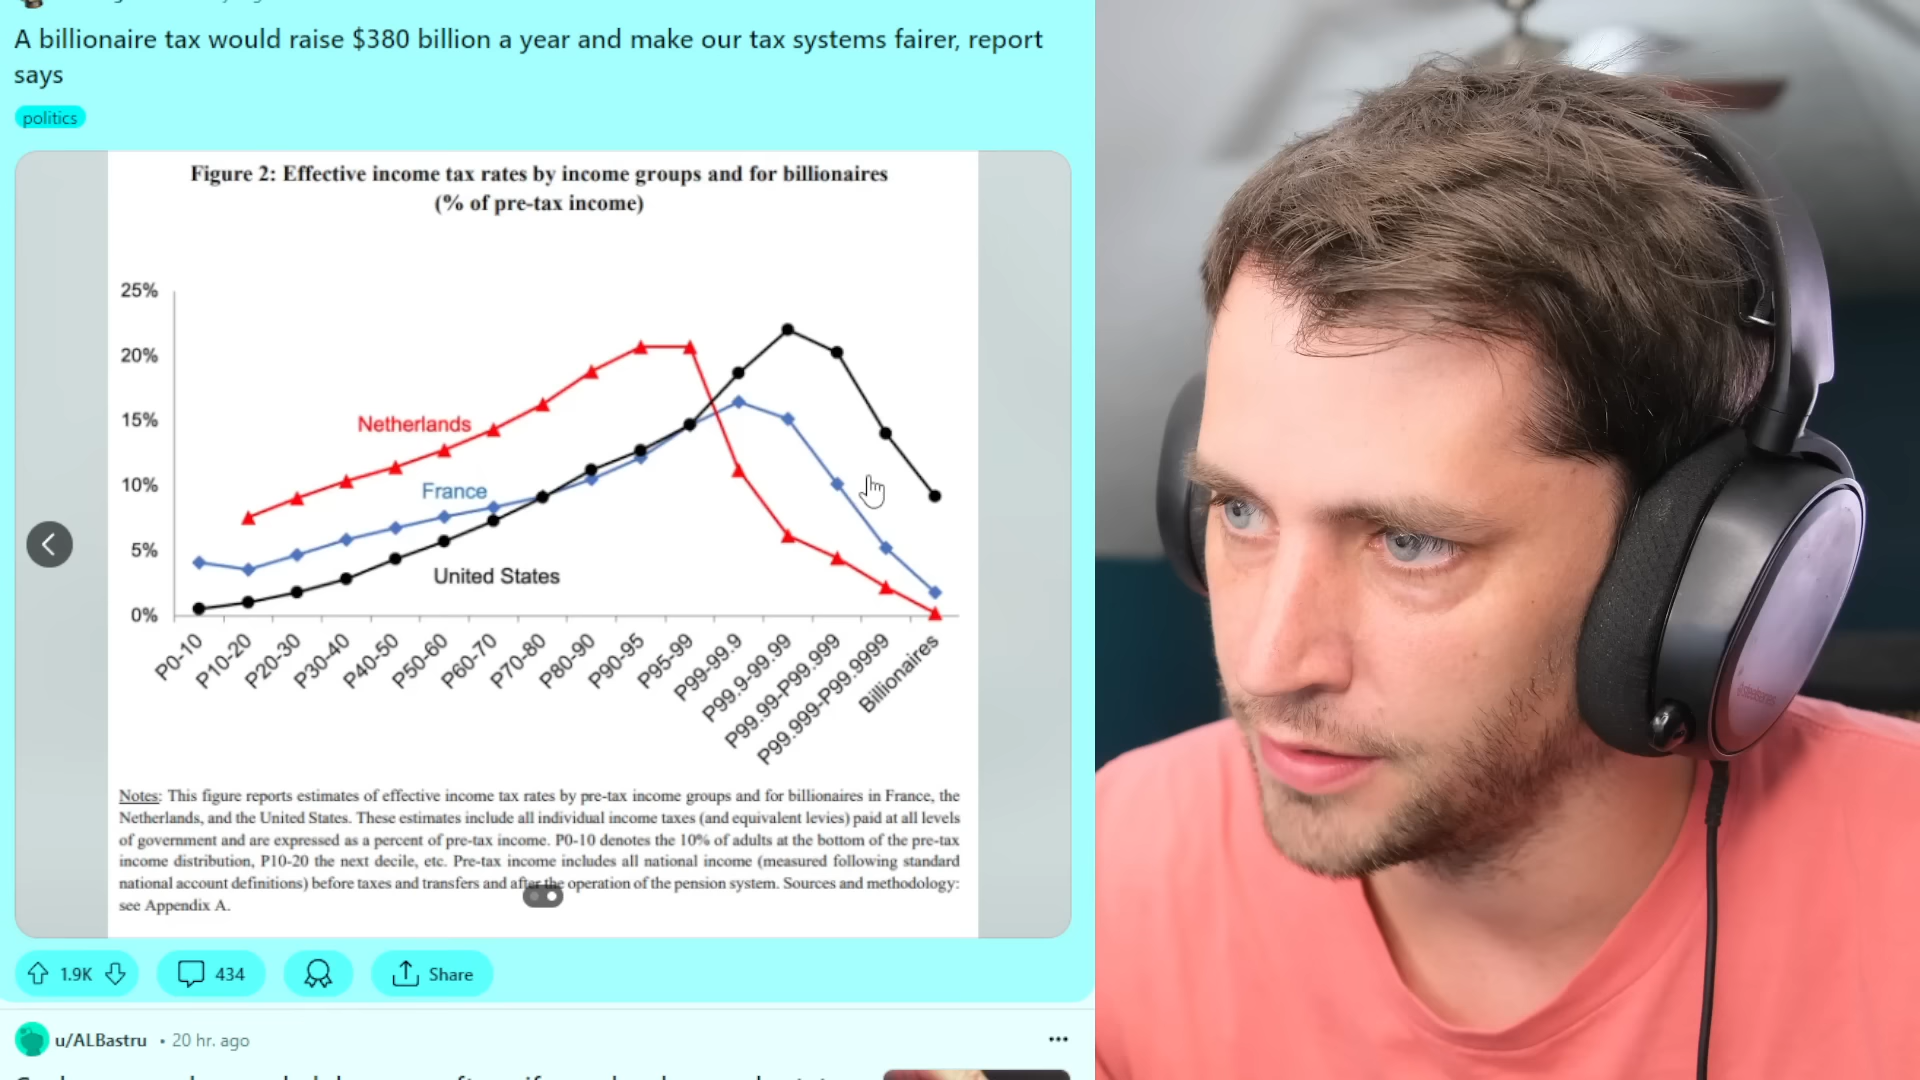 A billionaire tax would raise $380 billion a year and make our tax systems fairer, report
says
politics
Figure 2: Effective income tax rates by income groups and for billionaires
(% of pre-tax income)
25%
20%
15%
10%
5%
0%
Netherlands
France
United States
P0-10
P10-20
P20-30
P30-40
P40-50
P50-60
P60-70
P70-80
P80-90
P90-95
P95-99
P99-99.9
P99.9-99.99
P99.99-P99.999
P99.999-P99.9999
Billionaires
Notes: This figure reports estimates of effective income tax rates by pre-tax income groups and for billionaires in France, the
Netherlands, and the United States. These estimates include all individual income taxes (and equivalent levies) paid at all levels
of government and are expressed as a percent of pre-tax income. P0-10 denotes the 10% of adults at the bottom of the pre-tax
income distribution, P10-20 the next decile, etc. Pre-tax income includes all national income (measured following standard
national account definitions) before taxes and transfers and after the operation of the pension system. Sources and methodology:
see Appendix A.
1.9K
434
Share
u/ALBastru • 20 hr. ago